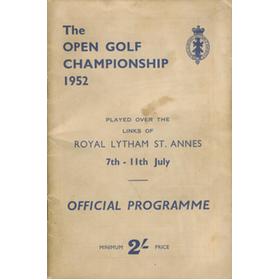 The
OPEN GOLF
CHAMPIONSHIP
1952
PLAYED OVER THE
LINKS OF
ROYAL LYTHAM ST. ANNES
7th - 11th July
OFFICIAL PROGRAMME
MINIMUM 2/- PRICE